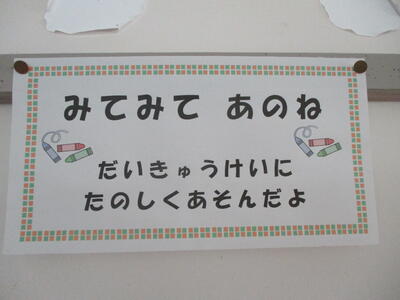 みてみて あのね
だいきゅうけいに
たのしくあそんだよ